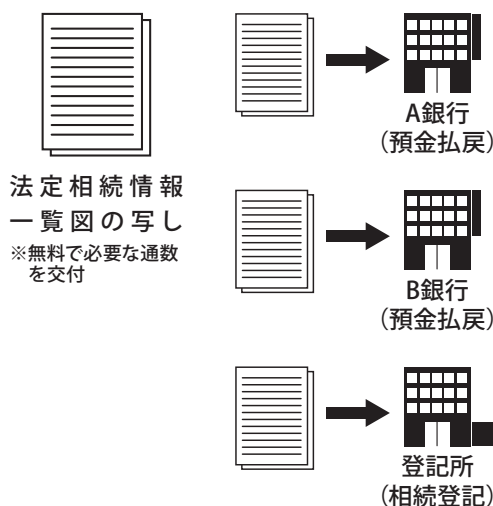 法定相続情報
一覧図の写し
※無料で必要な通数
を交付
A銀行
(預金払戻)
B銀行
(預金払戻)
登記所
(相続登記)